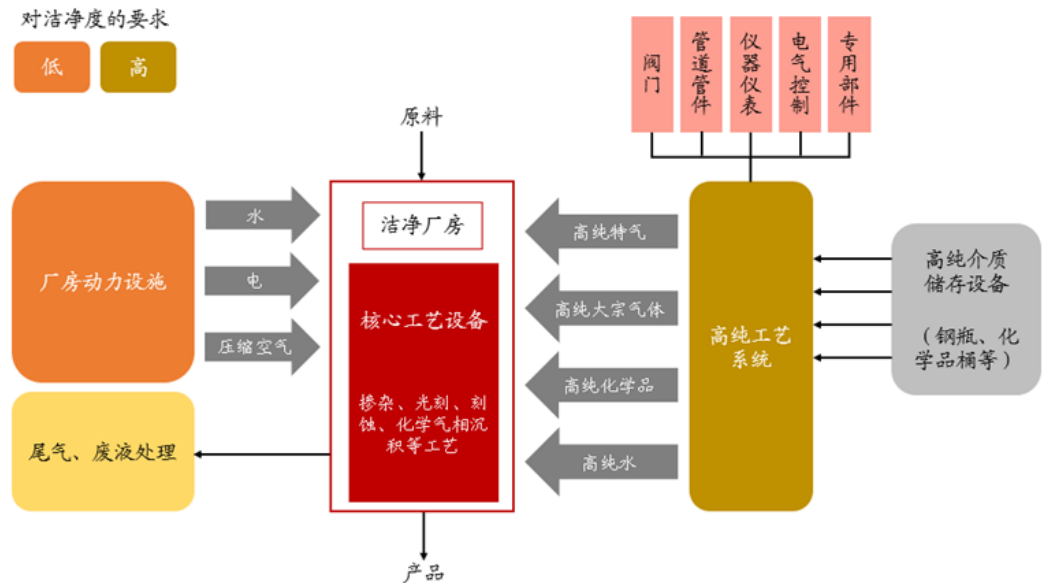 对洁净度的要求
低
高
阀门
管道管件
仪器仪表
电气控制
专用部件
原料
厂房动力设施
水
电
压缩空气
洁净厂房
核心工艺设备
掺杂、光刻、刻
蚀、化学气相沉
积等工艺
高纯特气
高纯大宗气体
高纯化学品
高纯水
高纯工艺
系统
高纯介质
储存设备
（钢瓶、化
学品桶等）
尾气、废液处理
产品